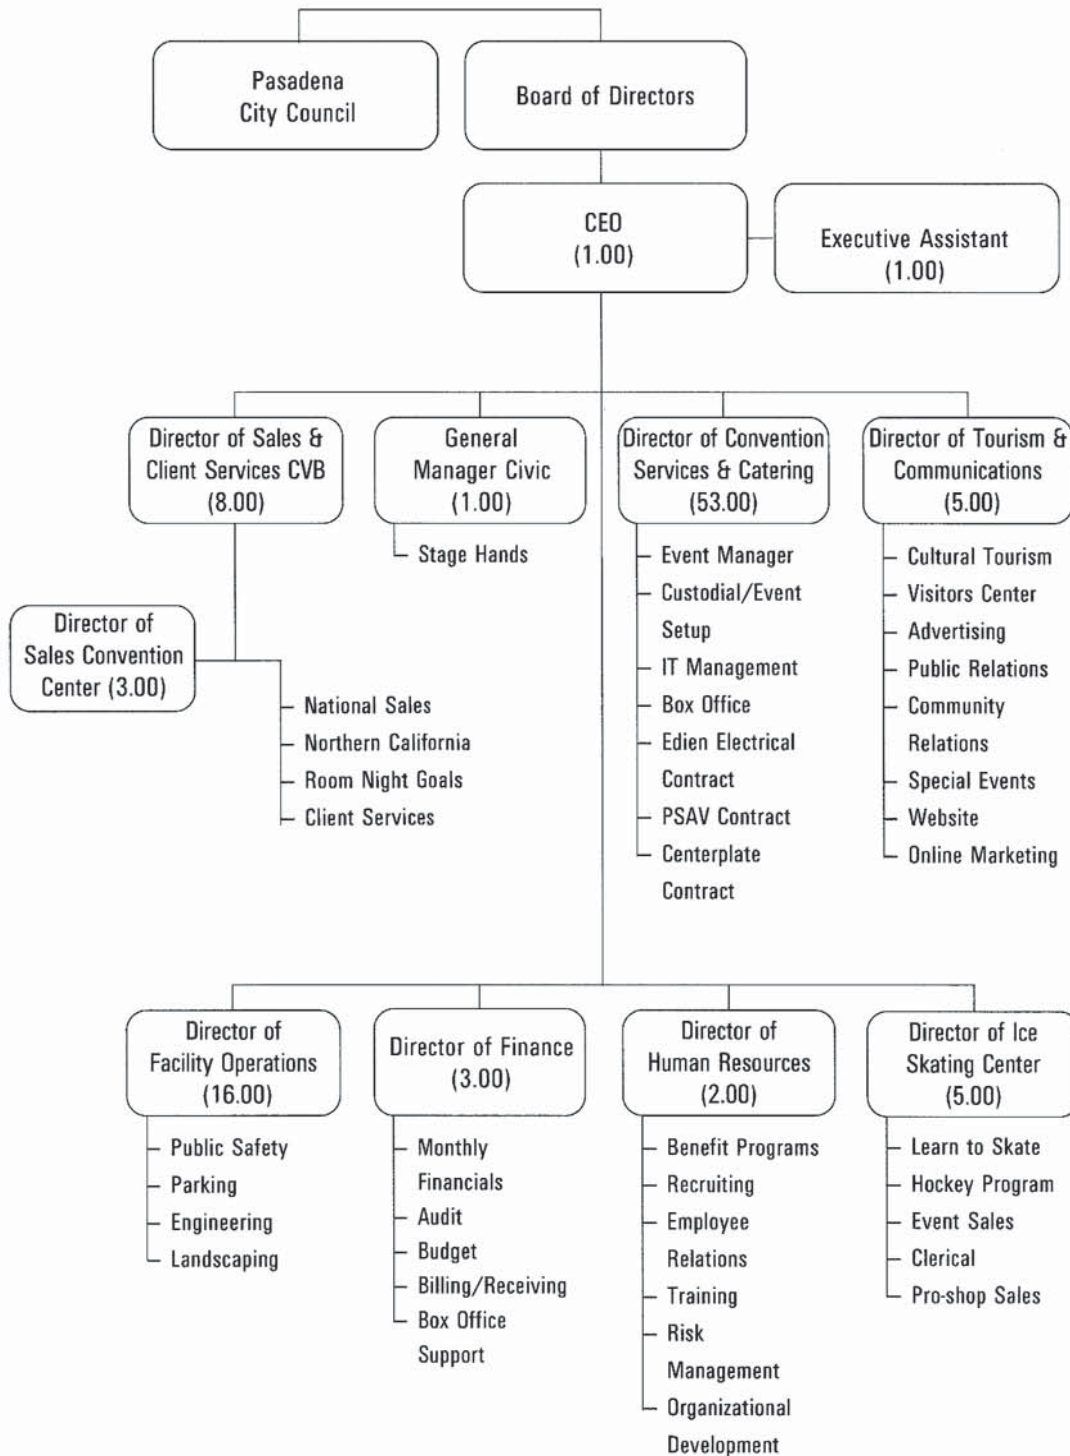 Pasadena
City Council
Board of Directors
CEO
(1.00)
Executive Assistant
(1.00)
Director of Sales &
Client Services CVB
(8.00)
General
Manager Civic
(1.00)
Director of Convention
Services & Catering
(53.00)
Director of Tourism &
Communications
(5.00)
Director of
Sales Convention
Center (3.00)
National Sales
Northern California
Room Night Goals
Client Services
Stage Hands
Event Manager
Custodial/Event
Setup
IT Management
Box Office
Edien Electrical
Contract
PSAV Contract
Centerplate
Contract
Cultural Tourism
Visitors Center
Advertising
Public Relations
Community
Relations
Special Events
Website
Online Marketing
Director of
Facility Operations
(16.00)
Public Safety
Parking
Engineering
Landscaping
Director of Finance
(3.00)
Monthly
Financials
Audit
Budget
Billing/Receiving
Box Office
Support
Director of
Human Resources
(2.00)
Benefit Programs
Recruiting
Employee
Relations
Training
Risk
Management
Organizational
Development
Director of Ice
Skating Center
(5.00)
Learn to Skate
Hockey Program
Event Sales
Clerical
Pro-shop Sales